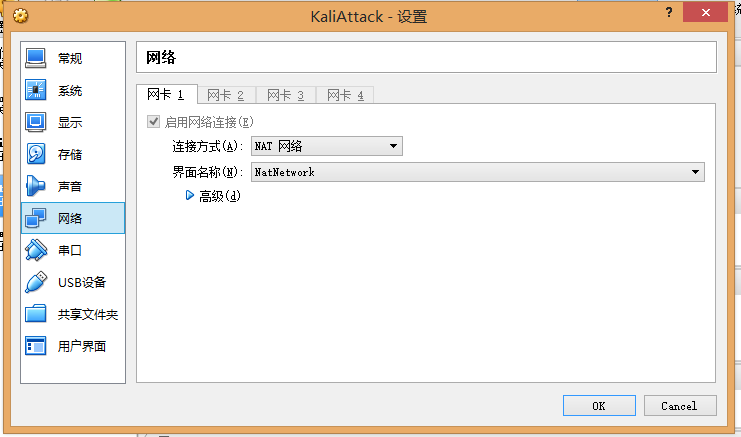 KaliAttack - 设置
?
常规
系统
显示
存储
声音
网络
串口
USB设备
共享文件夹
用户界面
网络
网卡 1 网卡 2 网卡 3 网卡 4
启用网络连接(E)
连接方式(A): NAT 网络
界面名称(N): NatNetwork
高级(d)
OK Cancel